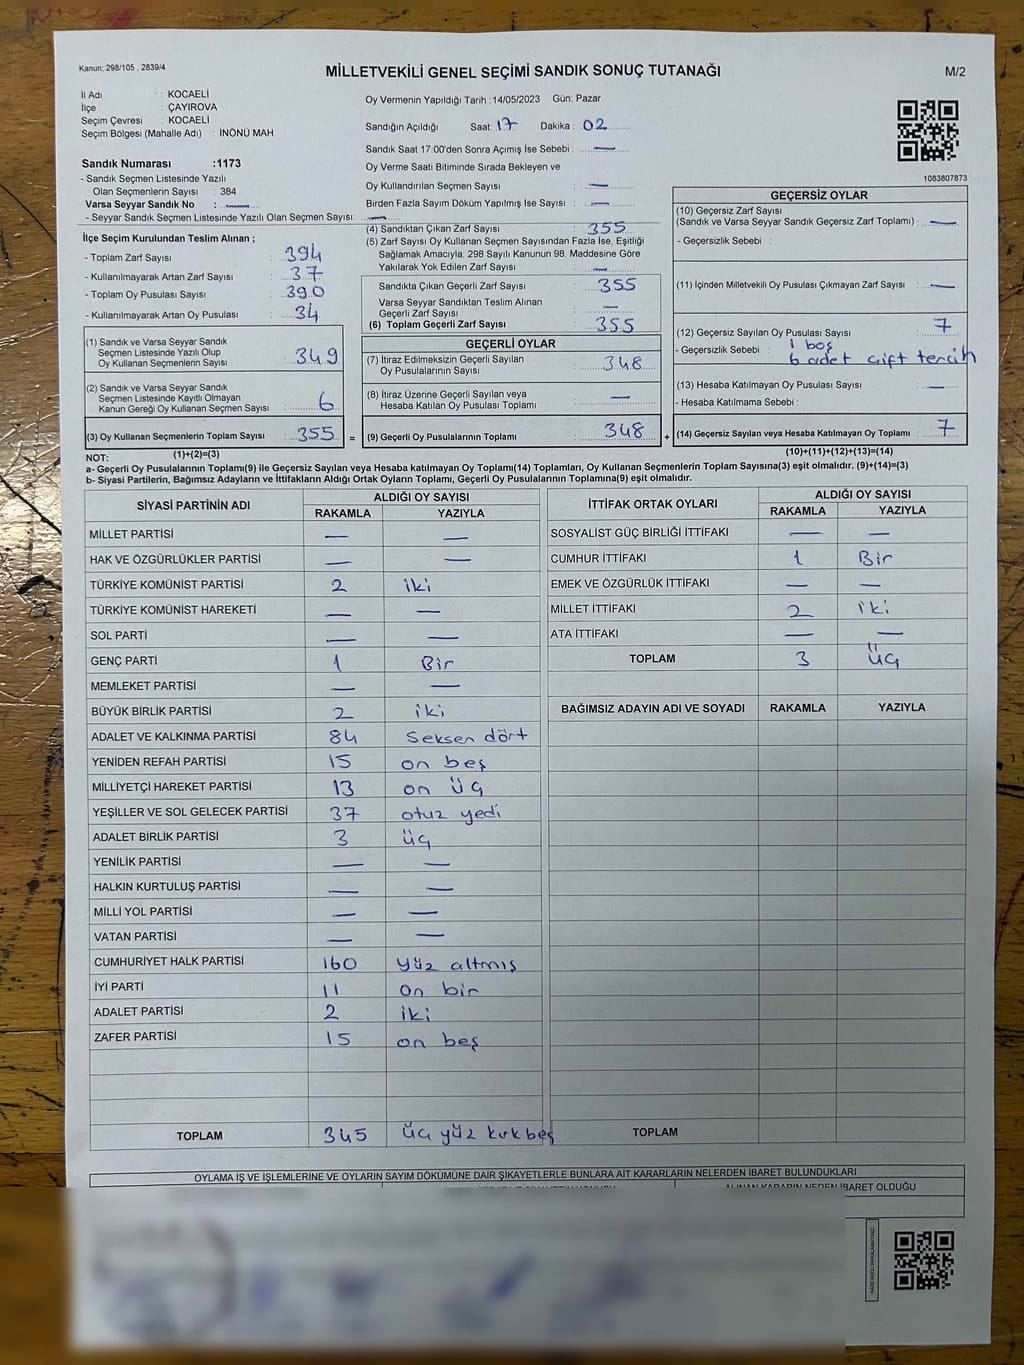 Kanun: 298/105 , 2839/4
MİLLETVEKİLİ GENEL SEÇİMİ SANDIK SONUÇ TUTANAĞI
M/2
İl Adı : KOCAELİ
İlçe : ÇAYIROVA
Seçim Çevresi : KOCAELİ
Seçim Bölgesi (Mahalle Adı) : İNÖNÜ MAH.
Sandık Numarası :1173
- Sandık Seçmen Listesinde Yazılı
Olan Seçmenlerin Sayısı : 384
Varsa Seyyar Sandık No : —
- Seyyar Sandık Seçmen Listesinde Yazılı Olan Seçmen Sayısı: —
Oy Vermenin Yapıldığı Tarih :14/05/2023 Gün: Pazar
Sandığın Açıldığı Saat: 17 Dakika : 02
Sandık Saat 17:00'den Sonra Açımış İse Sebebi : —
Oy Verme Saati Bitiminde Sırada Bekleyen ve
Oy Kullandırılan Seçmen Sayısı : —
Birden Fazla Sayım Döküm Yapılmış İse Sayısı : —
1083807873
İlçe Seçim Kurulundan Teslim Alınan ;
- Toplam Zarf Sayısı : 394
- Kullanılmayarak Artan Zarf Sayısı : 37
- Toplam Oy Pusulası Sayısı : 390
- Kullanılmayarak Artan Oy Pusulası : 34
(1) Sandık ve Varsa Seyyar Sandık
Seçmen Listesinde Yazılı Olup
Oy Kullanan Seçmenlerin Sayısı : 349
(2) Sandık ve Varsa Seyyar Sandık
Seçmen Listesinde Kayıtlı Olmayan
Kanun Gereği Oy Kullanan Seçmen Sayısı : 6
(3) Oy Kullanan Seçmenlerin Toplam Sayısı : 355 =
(4) Sandıktan Çıkan Zarf Sayısı : 355
(5) Zarf Sayısı Oy Kullanan Seçmen Sayısından Fazla İse, Eşitliği
Sağlamak Amacıyla, 298 Sayılı Kanunun 98. Maddesine Göre
Yakılarak Yok Edilen Zarf Sayısı : —
Sandıkta Çıkan Geçerli Zarf Sayısı : 355
Varsa Seyyar Sandıktan Teslim Alınan
Geçerli Zarf Sayısı : —
(6) Toplam Geçerli Zarf Sayısı : 355
GEÇERLİ OYLAR
(7) İtiraz Edilmeksizin Geçerli Sayılan
Oy Pusulalarının Sayısı : 348
(8) İtiraz Üzerine Geçerli Sayılan veya
Hesaba Katılan Oy Pusulası Toplamı : —
(9) Geçerli Oy Pusulalarının Toplamı : 348 +
GEÇERSİZ OYLAR
(10) Geçersiz Zarf Sayısı
(Sandık ve Varsa Seyyar Sandık Geçersiz Zarf Toplamı) : —
- Geçersizlik Sebebi :
(11) İçinden Milletvekili Oy Pusulası Çıkmayan Zarf Sayısı : —
(12) Geçersiz Sayılan Oy Pusulası Sayısı : 7
- Geçersizlik Sebebi : 1 boş
6 adet çift tercih
(13) Hesaba Katılmayan Oy Pusulası Sayısı : —
- Hesaba Katılmama Sebebi :
(14) Geçersiz Sayılan veya Hesaba Katılmayan Oy Toplamı : 7
NOT: (1)+(2)=(3)
(10)+(11)+(12)+(13)=(14)
a- Geçerli Oy Pusulalarının Toplamı(9) ile Geçersiz Sayılan veya Hesaba katılmayan Oy Toplamı(14) Toplamları, Oy Kullanan Seçmenlerin Toplam Sayısına(3) eşit olmalıdır. (9)+(14)=(3)
b- Siyasi Partilerin, Bağımsız Adayların ve İttifakların Aldığı Ortak Oyların Toplamı, Geçerli Oy Pusulalarının Toplamına(9) eşit olmalıdır.
SİYASİ PARTİNİN ADI ALDIĞI OY SAYISI
RAKAMLA YAZIYLA
MİLLET PARTİSİ — —
HAK VE ÖZGÜRLÜKLER PARTİSİ — —
TÜRKİYE KOMÜNİST PARTİSİ 2 iki
TÜRKİYE KOMÜNİST HAREKETİ — —
SOL PARTİ — —
GENÇ PARTİ 1 Bir
MEMLEKET PARTİSİ — —
BÜYÜK BİRLİK PARTİSİ 2 iki
ADALET VE KALKINMA PARTİSİ 84 Seksen dört
YENİDEN REFAH PARTİSİ 15 on beş
MİLLİYETÇİ HAREKET PARTİSİ 13 on üç
YEŞİLLER VE SOL GELECEK PARTİSİ 37 otuz yedi
ADALET BİRLİK PARTİSİ 3 üç
YENİLİK PARTİSİ — —
HALKIN KURTULUŞ PARTİSİ — —
MİLLİ YOL PARTİSİ — —
VATAN PARTİSİ — —
CUMHURİYET HALK PARTİSİ 160 yüz altmış
İYİ PARTİ 11 on bir
ADALET PARTİSİ 2 iki
ZAFER PARTİSİ 15 on beş
TOPLAM 345 üç yüz kırk beş
İTTİFAK ORTAK OYLARI ALDIĞI OY SAYISI
RAKAMLA YAZIYLA
SOSYALİST GÜÇ BİRLİĞİ İTTİFAKI — —
CUMHUR İTTİFAKI 1 Bir
EMEK VE ÖZGÜRLÜK İTTİFAKI — —
MİLLET İTTİFAKI 2 iki
ATA İTTİFAKI — —
TOPLAM 3 üç
BAĞIMSIZ ADAYIN ADI VE SOYADI RAKAMLA YAZIYLA
TOPLAM
OYLAMA İŞ VE İŞLEMLERİNE VE OYLARIN SAYIM DÖKÜMÜNE DAİR ŞİKAYETLERLE BUNLARA AİT KARARLARIN NELERDEN İBARET BULUNDUKLARI
ALINAN KARARIN NEDEN İBARET OLDUĞU